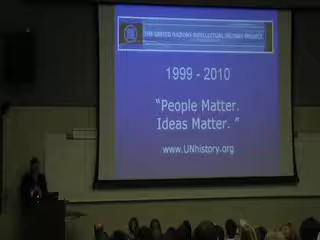 THE UNITED NATIONS INTELLECTUAL HISTORY PROJECT
1999 - 2010
“People Matter.
Ideas Matter. ”
www.UNhistory.org